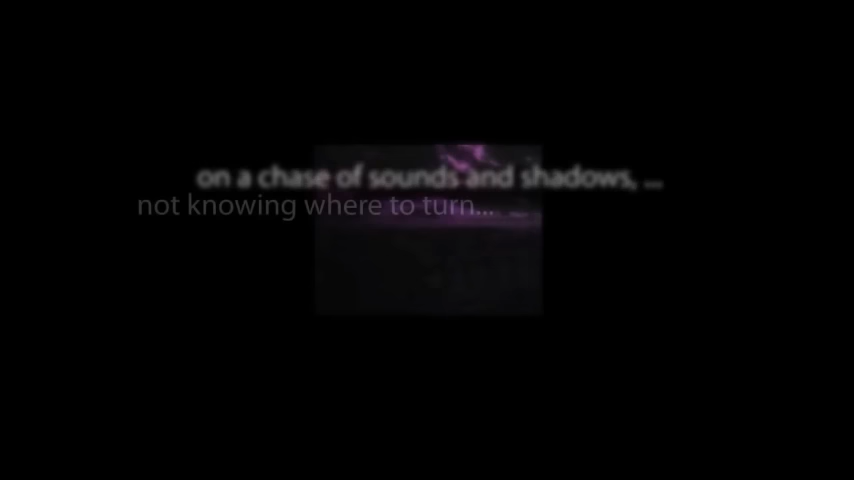 on a chase of sounds and shadows, ...
not knowing where to turn...